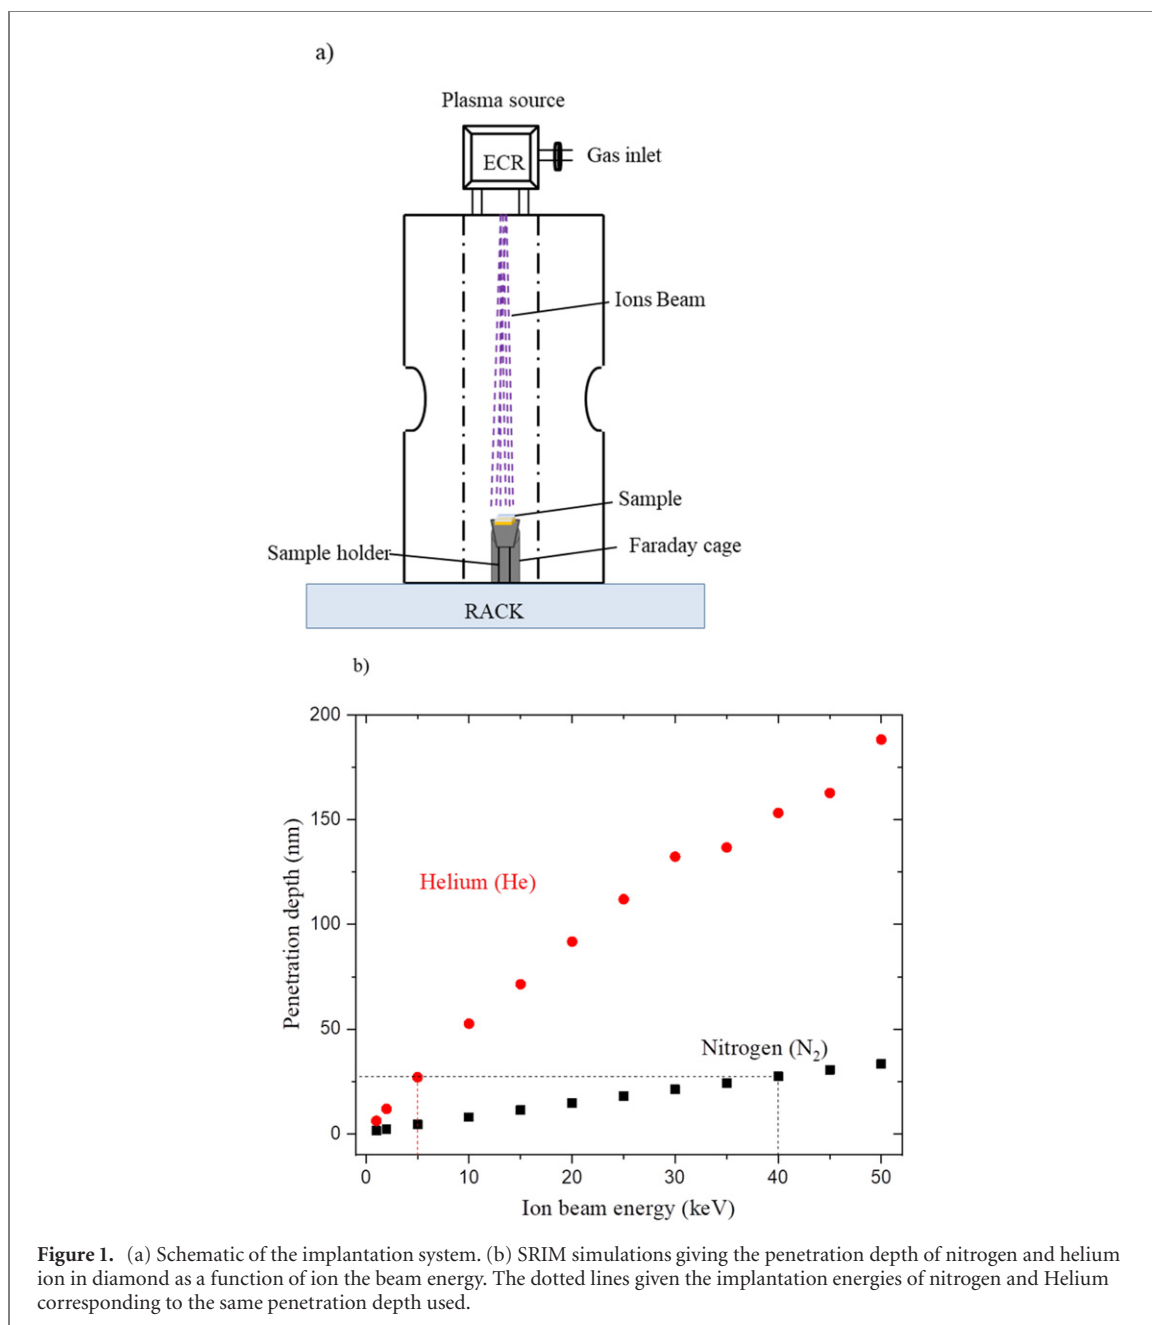 a)
Plasma source
ECR
Gas inlet
Ions Beam
Sample
Sample holder
Faraday cage
RACK
b)
200
150
100
50
0
Penetration depth (nm)
Helium (He)
Nitrogen (N₂)
0 10 20 30 40 50
Ion beam energy (keV)
Figure 1. (a) Schematic of the implantation system. (b) SRIM simulations giving the penetration depth of nitrogen and helium
ion in diamond as a function of ion the beam energy. The dotted lines given the implantation energies of nitrogen and Helium
corresponding to the same penetration depth used.